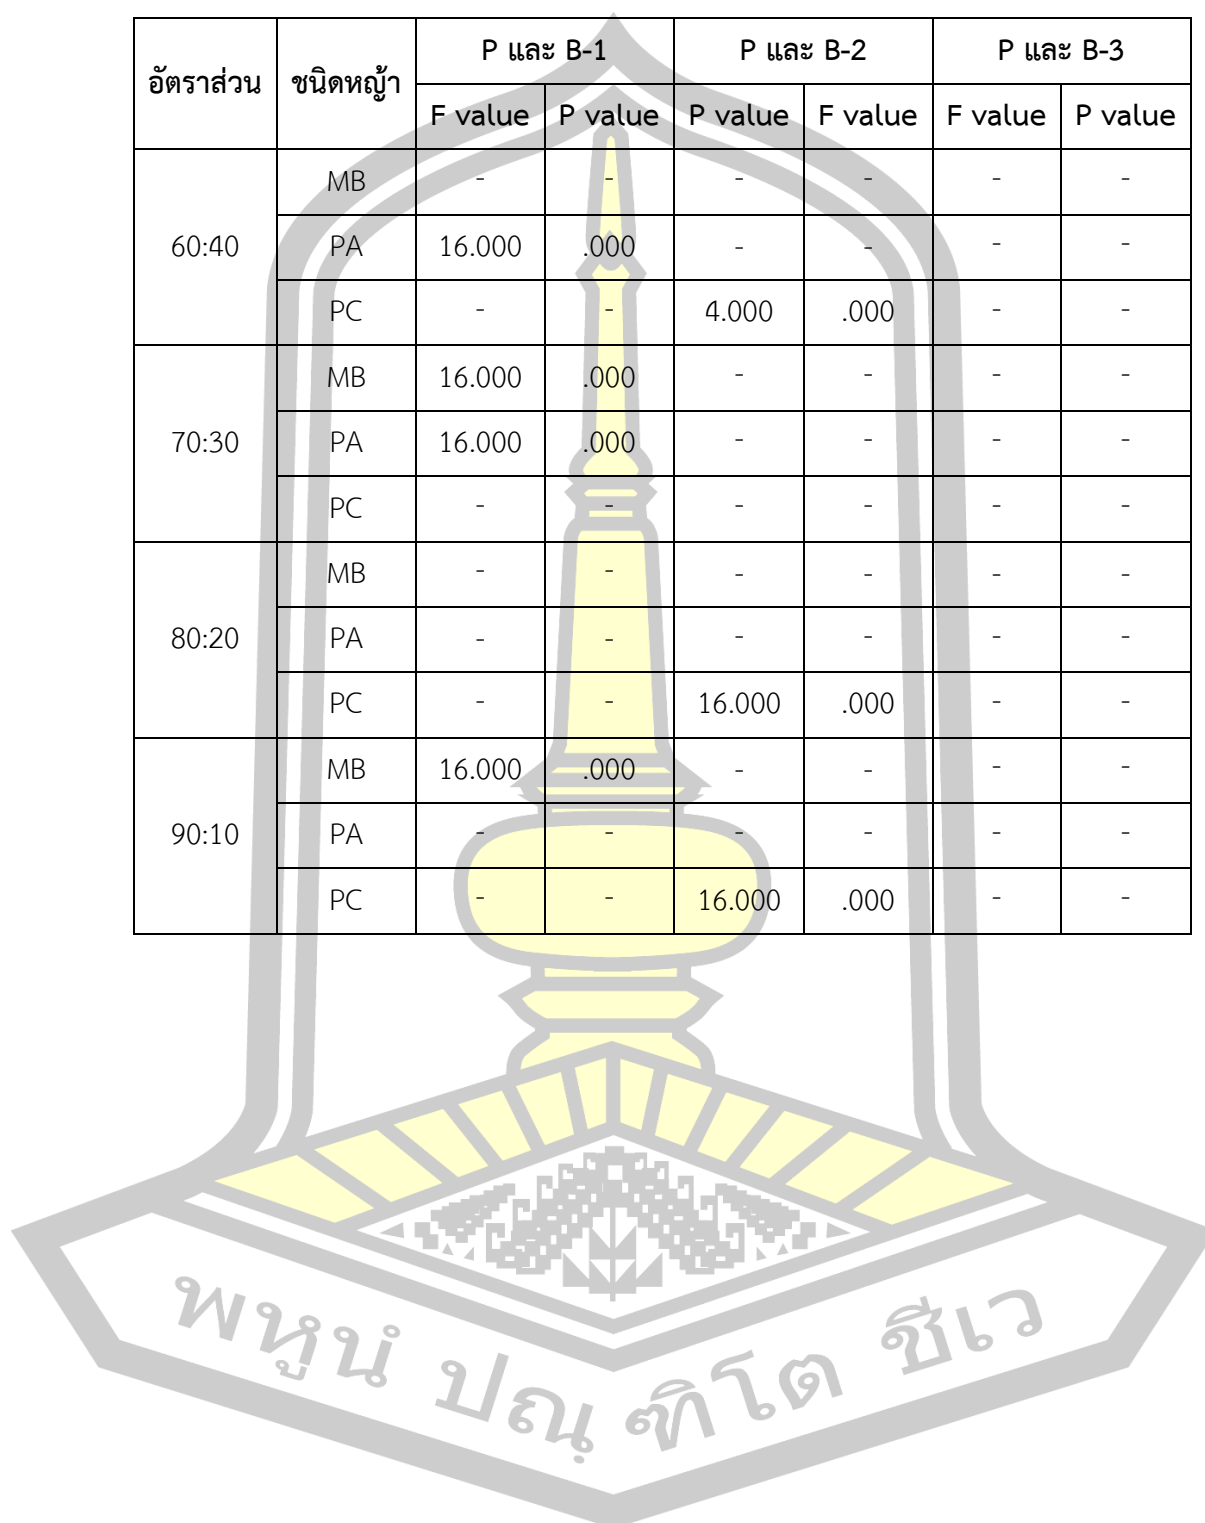 อัตราส่วน ชนิดหญ้า P และ B-1 P และ B-2 P และ B-3
F value P value P value F value F value P value
60:40 MB - - - - - -
PA 16.000 .000 - - - -
PC - - 4.000 .000 - -
70:30 MB 16.000 .000 - - - -
PA 16.000 .000 - - - -
PC - - - - - -
80:20 MB - - - - - -
PA - - - - - -
PC - - 16.000 .000 - -
90:10 MB 16.000 .000 - - - -
PA - - - - - -
PC - - 16.000 .000 - -
พหูนํ ปณฺ ฑิโต ชีเว